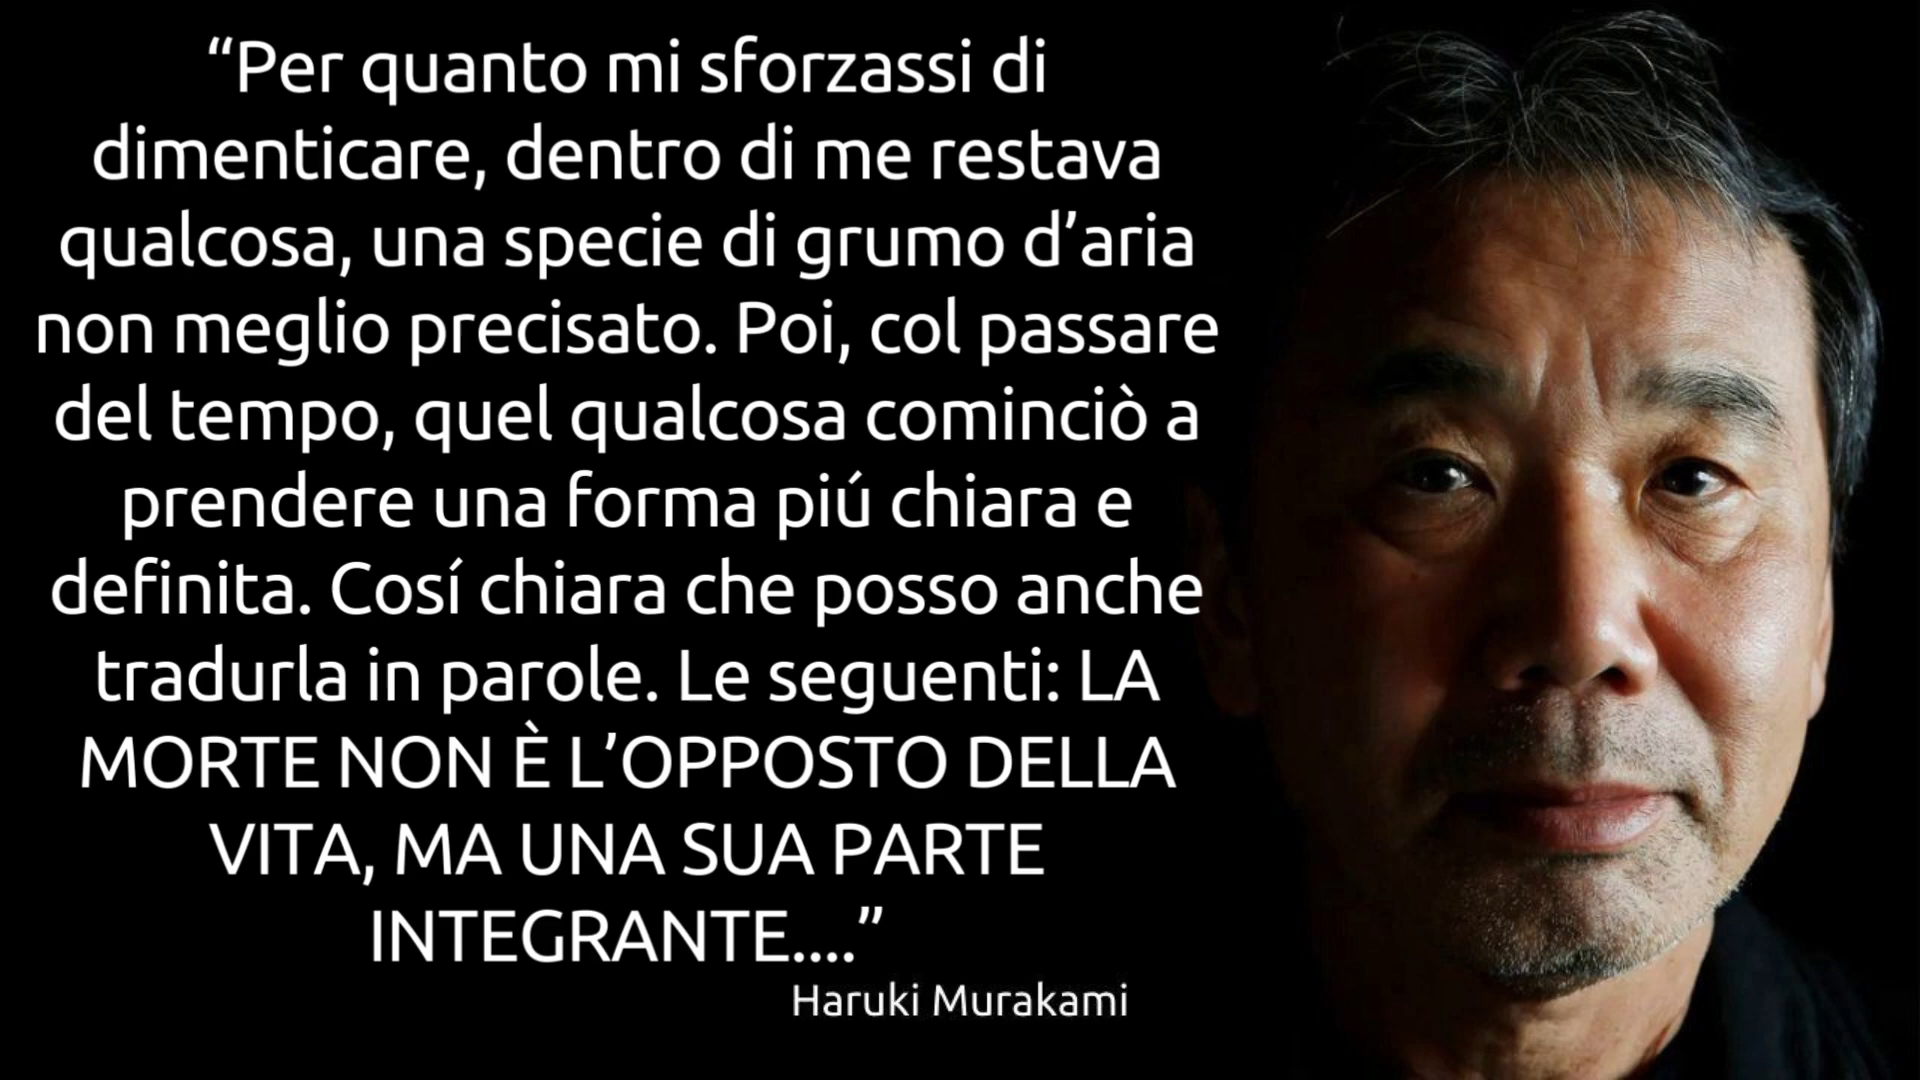 “Per quanto mi sforzassi di
dimenticare, dentro di me restava
qualcosa, una specie di grumo d’aria
non meglio precisato. Poi, col passare
del tempo, quel qualcosa cominciò a
prendere una forma piú chiara e
definita. Cosí chiara che posso anche
tradurla in parole. Le seguenti: LA
MORTE NON È L’OPPOSTO DELLA
VITA, MA UNA SUA PARTE
INTEGRANTE....”
Haruki Murakami